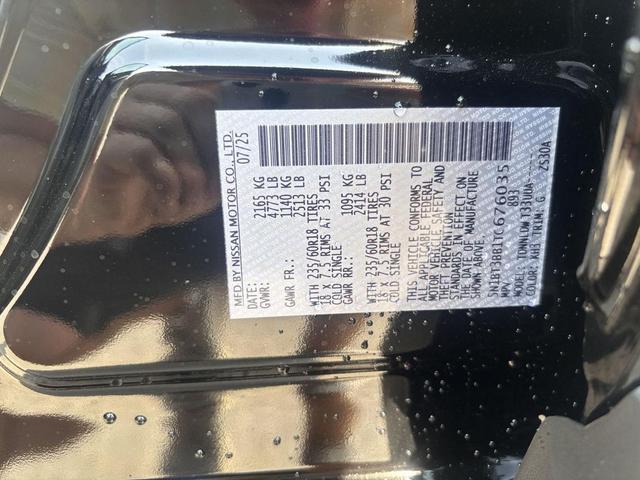 MFD BY NISSAN MOTOR CO., LTD.
DATE: 07/25
GVWR: 2165 KG
4773 LB
GAWR FR.: 1140 KG
2513 LB
WITH 235/60R18 TIRES
18 X 7.5 RIMS AT 33 PSI
COLD SINGLE
GAWR RR.: 1095 KG
2414 LB
WITH 235/60R18 TIRES
18 X 7.5 RIMS AT 30 PSI
COLD SINGLE
THIS VEHICLE CONFORMS TO
ALL APPLICABLE FEDERAL
MOTOR VEHICLE SAFETY AND
THEFT PREVENTION
STANDARDS IN EFFECT ON
THE DATE OF MANUFACTURE
SHOWN ABOVE.
676035
MPV 893
MODEL:
COLOR: KH3 TRIM: G ZS30A